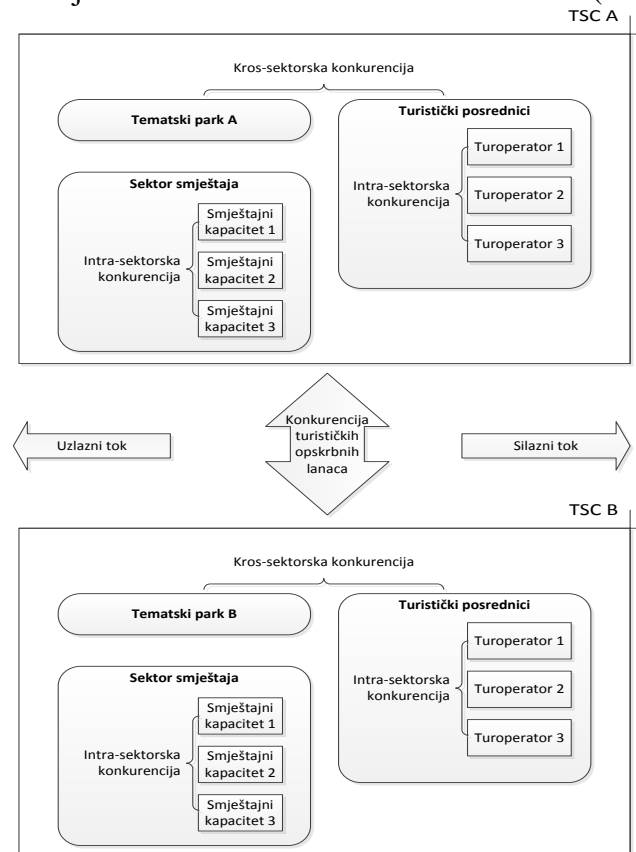 TSC A
Kros-sektorska konkurencija
Tematski park A
Turistički posrednici
Turoperator 1
Intra-sektorska
konkurencija
Turoperator 2
Turoperator 3
Sektor smještaja
Smještajni
kapacitet 1
Intra-sektorska
konkurencija
Smještajni
kapacitet 2
Smještajni
kapacitet 3
Uzlazni tok
Konkurencija
turističkih
opskrbnih
lanaca
Silazni tok
TSC B
Kros-sektorska konkurencija
Tematski park B
Turistički posrednici
Turoperator 1
Intra-sektorska
konkurencija
Turoperator 2
Turoperator 3
Sektor smještaja
Smještajni
kapacitet 1
Intra-sektorska
konkurencija
Smještajni
kapacitet 2
Smještajni
kapacitet 3